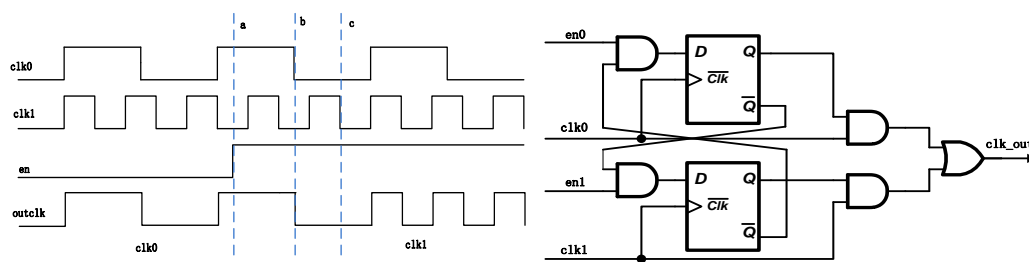 a b c
clk0
clk1
en
outclk
clk0 clk1
en0
D Q
Clk
Q
clk0
clk_out
en1
D Q
Clk
Q
clk1